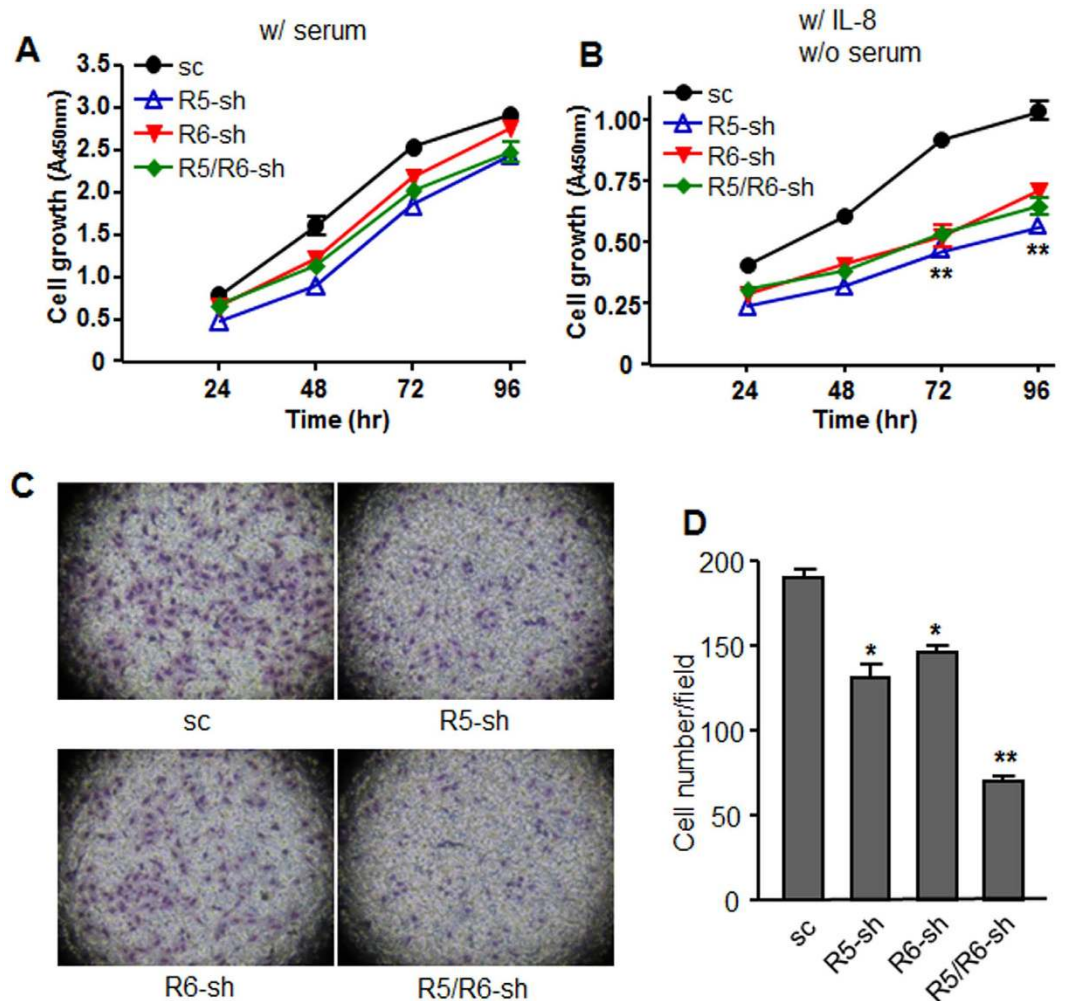 A
w/ serum
Cell growth (A450nm)
3.5
3.0
2.5
2.0
1.5
1.0
0.5
0
sc
R5-sh
R6-sh
R5/R6-sh
24 48 72 96
Time (hr)
B
w/ IL-8
w/o serum
Cell growth (A450nm)
1.00
0.75
0.50
0.25
0
sc
R5-sh
R6-sh
R5/R6-sh
** **
24 48 72 96
Time (hr)
C
sc R5-sh
R6-sh R5/R6-sh
D
Cell number/field
200
150
100
50
0
* * **
sc R5-sh R6-sh R5/R6-sh